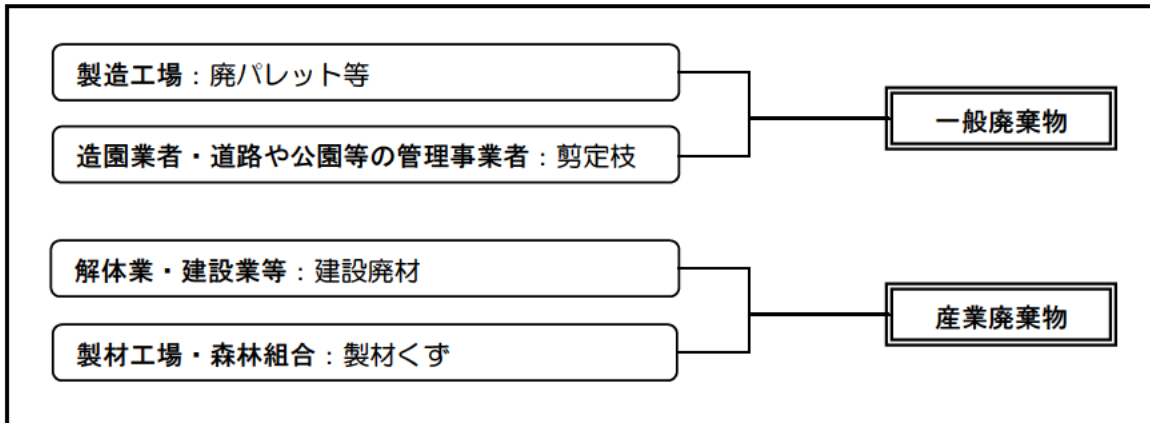 製造工場：廃パレット等
一般廃棄物
造園業者・道路や公園等の管理事業者：剪定枝
解体業・建設業等：建設廃材
産業廃棄物
製材工場・森林組合：製材くず